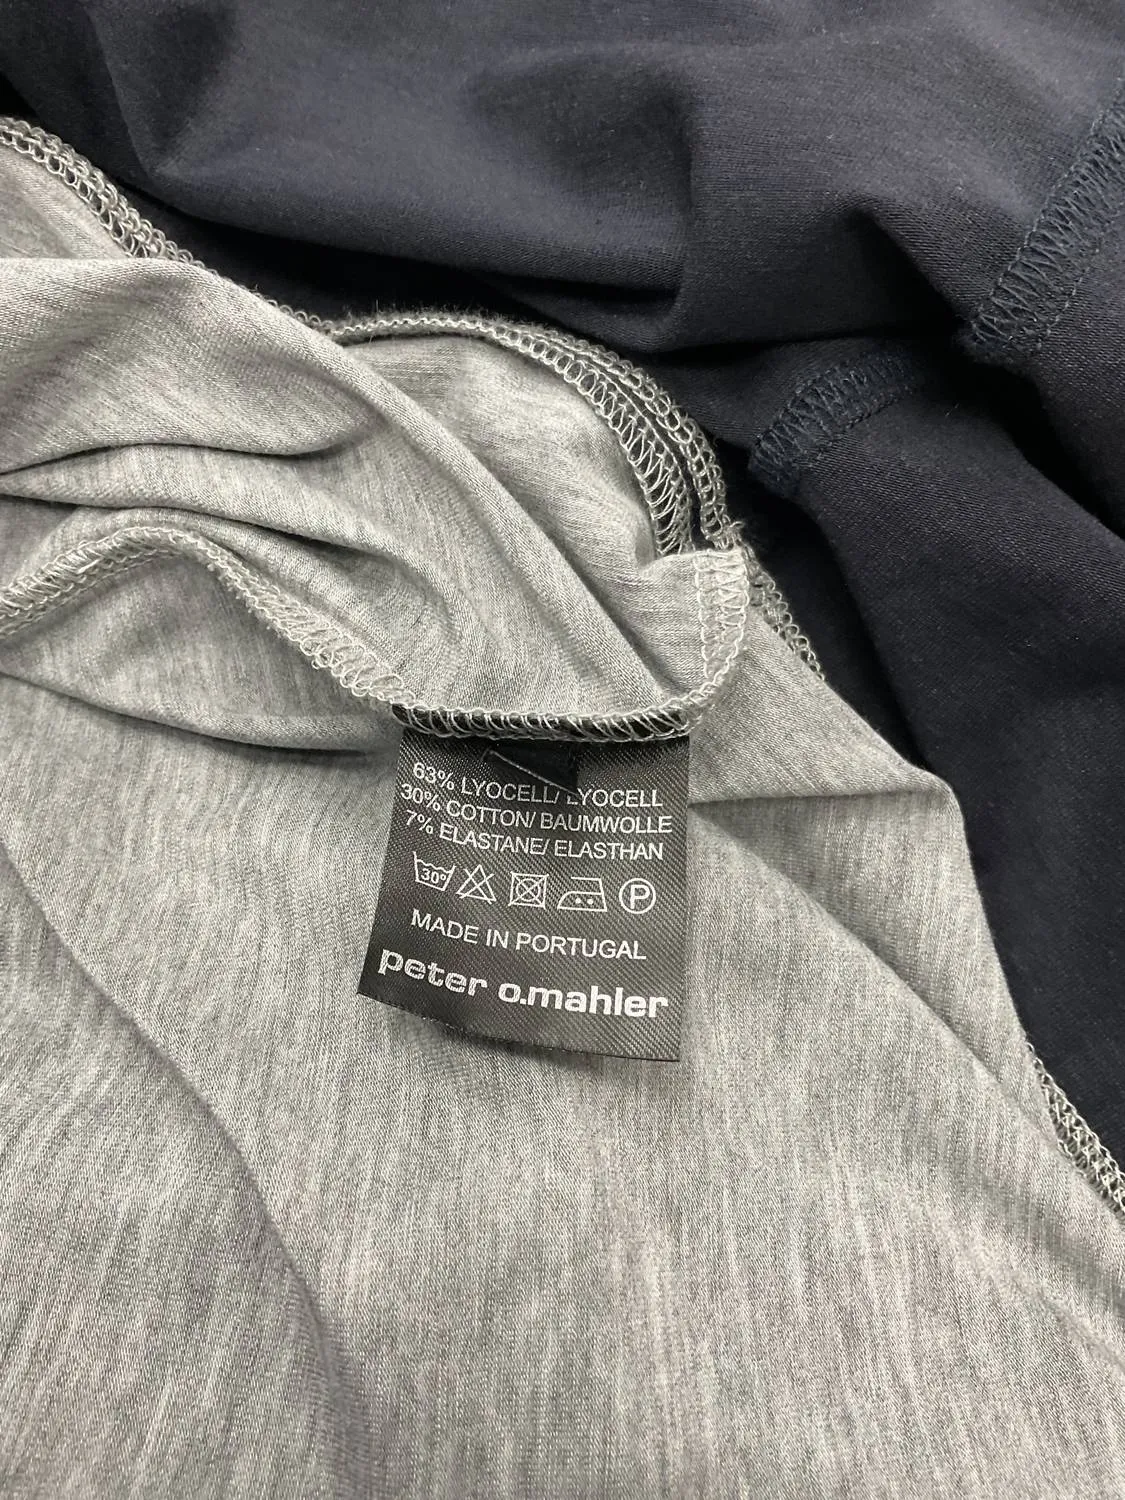 63% LYOCELL/ LYOCELL
30% COTTON/ BAUMWOLLE
7% ELASTANE/ ELASTHAN
30° P
MADE IN PORTUGAL
peter o.mahler